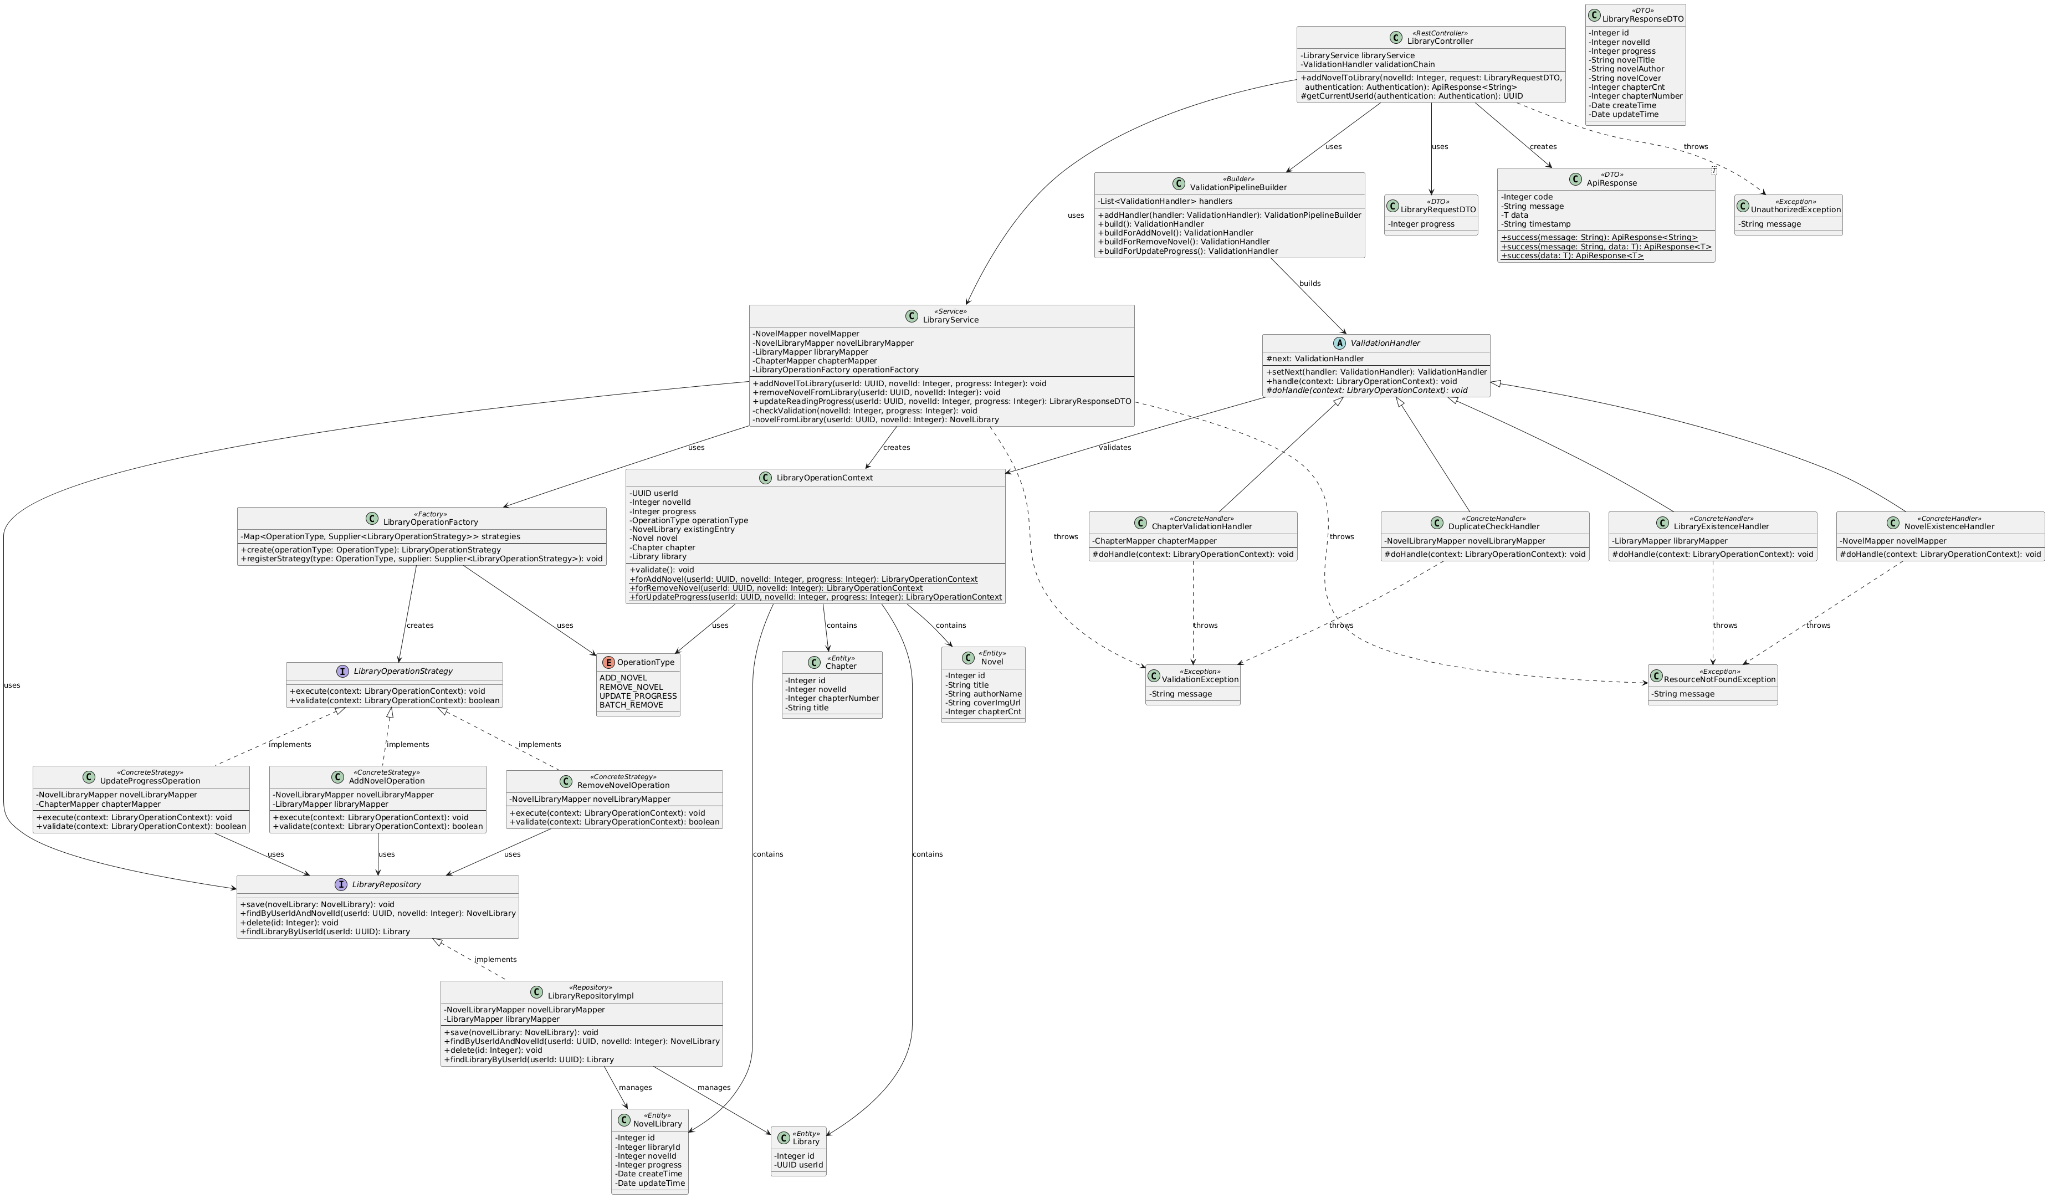 «RestController»
LibraryController
-LibraryService libraryService
-ValidationHandler validationChain
+addNovelToLibrary(novelId: Integer, request: LibraryRequestDTO,
authentication: Authentication): ApiResponse<String>
#getCurrentUserId(authentication: Authentication): UUID
«DTO»
LibraryResponseDTO
-Integer id
-Integer novelId
-Integer progress
-String novelTitle
-String novelAuthor
-String novelCover
-Integer chapterCnt
-Integer chapterNumber
-Date createTime
-Date updateTime
uses
uses
uses
creates
throws
«Builder»
ValidationPipelineBuilder
-List<ValidationHandler> handlers
+addHandler(handler: ValidationHandler): ValidationPipelineBuilder
+build(): ValidationHandler
+buildForAddNovel(): ValidationHandler
+buildForRemoveNovel(): ValidationHandler
+buildForUpdateProgress(): ValidationHandler
«DTO»
LibraryRequestDTO
-Integer progress
T
«DTO»
ApiResponse
-Integer code
-String message
-T data
-String timestamp
+success(message: String): ApiResponse<String>
+success(message: String, data: T): ApiResponse<T>
+success(data: T): ApiResponse<T>
«Exception»
UnauthorizedException
-String message
builds
«Service»
LibraryService
-NovelMapper novelMapper
-NovelLibraryMapper novelLibraryMapper
-LibraryMapper libraryMapper
-ChapterMapper chapterMapper
-LibraryOperationFactory operationFactory
+addNovelToLibrary(userId: UUID, novelId: Integer, progress: Integer): void
+removeNovelFromLibrary(userId: UUID, novelId: Integer): void
+updateReadingProgress(userId: UUID, novelId: Integer, progress: Integer): LibraryResponseDTO
-checkValidation(novelId: Integer, progress: Integer): void
-novelFromLibrary(userId: UUID, novelId: Integer): NovelLibrary
ValidationHandler
#next: ValidationHandler
+setNext(handler: ValidationHandler): ValidationHandler
+handle(context: LibraryOperationContext): void
#doHandle(context: LibraryOperationContext): void
uses
creates
validates
LibraryOperationContext
-UUID userId
-Integer novelId
-Integer progress
-OperationType operationType
-NovelLibrary existingEntry
-Novel novel
-Chapter chapter
-Library library
+validate(): void
+forAddNovel(userId: UUID, novelId: Integer, progress: Integer): LibraryOperationContext
+forRemoveNovel(userId: UUID, novelId: Integer): LibraryOperationContext
+forUpdateProgress(userId: UUID, novelId: Integer, progress: Integer): LibraryOperationContext
«Factory»
LibraryOperationFactory
-Map<OperationType, Supplier<LibraryOperationStrategy>> strategies
+create(operationType: OperationType): LibraryOperationStrategy
+registerStrategy(type: OperationType, supplier: Supplier<LibraryOperationStrategy>): void
throws
throws
«ConcreteHandler»
ChapterValidationHandler
-ChapterMapper chapterMapper
#doHandle(context: LibraryOperationContext): void
«ConcreteHandler»
DuplicateCheckHandler
-NovelLibraryMapper novelLibraryMapper
#doHandle(context: LibraryOperationContext): void
«ConcreteHandler»
LibraryExistenceHandler
-LibraryMapper libraryMapper
#doHandle(context: LibraryOperationContext): void
«ConcreteHandler»
NovelExistenceHandler
-NovelMapper novelMapper
#doHandle(context: LibraryOperationContext): void
creates
uses
uses
contains
contains
throws
throws
throws
throws
LibraryOperationStrategy
+execute(context: LibraryOperationContext): void
+validate(context: LibraryOperationContext): boolean
OperationType
ADD_NOVEL
REMOVE_NOVEL
UPDATE_PROGRESS
BATCH_REMOVE
«Entity»
Chapter
-Integer id
-Integer novelId
-Integer chapterNumber
-String title
«Entity»
Novel
-Integer id
-String title
-String authorName
-String coverImgUrl
-Integer chapterCnt
«Exception»
ValidationException
-String message
«Exception»
ResourceNotFoundException
-String message
uses
implements
implements
implements
«ConcreteStrategy»
UpdateProgressOperation
-NovelLibraryMapper novelLibraryMapper
-ChapterMapper chapterMapper
+execute(context: LibraryOperationContext): void
+validate(context: LibraryOperationContext): boolean
«ConcreteStrategy»
AddNovelOperation
-NovelLibraryMapper novelLibraryMapper
-LibraryMapper libraryMapper
+execute(context: LibraryOperationContext): void
+validate(context: LibraryOperationContext): boolean
«ConcreteStrategy»
RemoveNovelOperation
-NovelLibraryMapper novelLibraryMapper
+execute(context: LibraryOperationContext): void
+validate(context: LibraryOperationContext): boolean
uses
uses
uses
contains
contains
LibraryRepository
+save(novelLibrary: NovelLibrary): void
+findByUserIdAndNovelId(userId: UUID, novelId: Integer): NovelLibrary
+delete(id: Integer): void
+findLibraryByUserId(userId: UUID): Library
implements
«Repository»
LibraryRepositoryImpl
-NovelLibraryMapper novelLibraryMapper
-LibraryMapper libraryMapper
+save(novelLibrary: NovelLibrary): void
+findByUserIdAndNovelId(userId: UUID, novelId: Integer): NovelLibrary
+delete(id: Integer): void
+findLibraryByUserId(userId: UUID): Library
manages
manages
«Entity»
NovelLibrary
-Integer id
-Integer libraryId
-Integer novelId
-Integer progress
-Date createTime
-Date updateTime
«Entity»
Library
-Integer id
-UUID userId